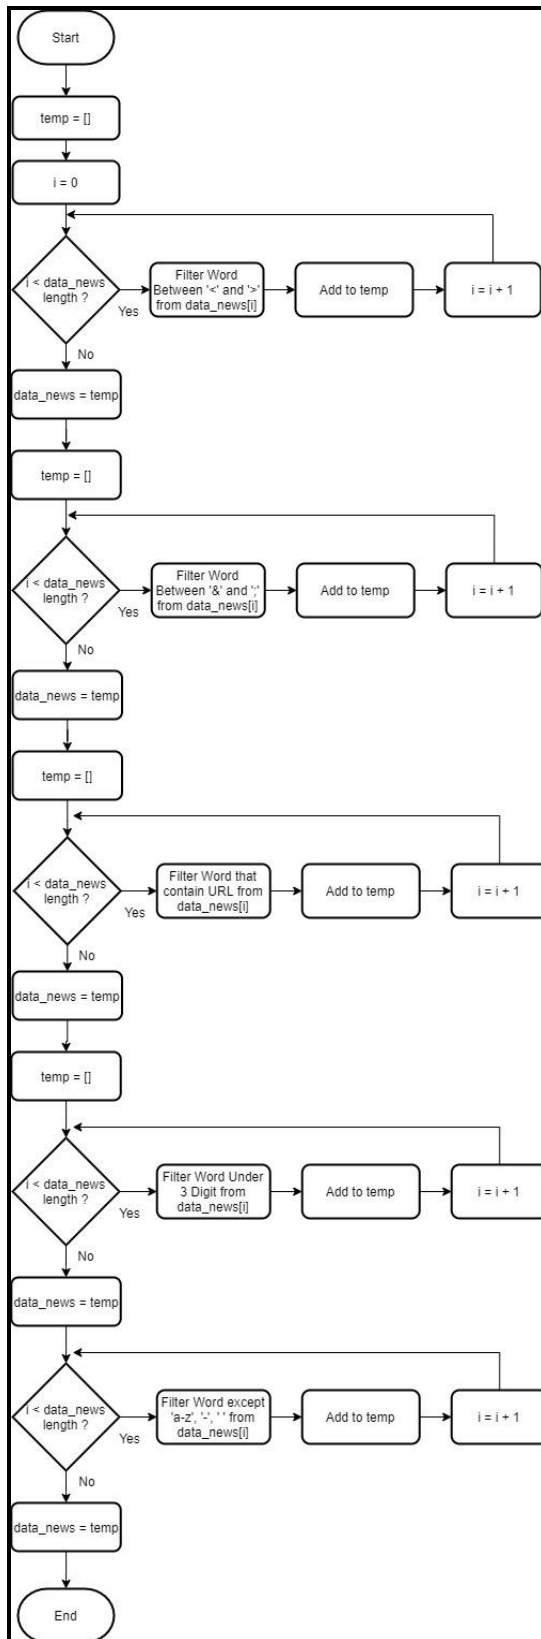 Start
temp = []
i = 0
i < data_news
length ?
Yes
Filter Word
Between '<' and '>'
from data_news[i]
Add to temp
i = i + 1
No
data_news = temp
temp = []
i < data_news
length ?
Yes
Filter Word
Between '&' and ';'
from data_news[i]
Add to temp
i = i + 1
No
data_news = temp
temp = []
i < data_news
length ?
Yes
Filter Word that
contain URL from
data_news[i]
Add to temp
i = i + 1
No
data_news = temp
temp = []
i < data_news
length ?
Yes
Filter Word Under
3 Digit from
data_news[i]
Add to temp
i = i + 1
No
data_news = temp
i < data_news
length ?
Yes
Filter Word except
'a-z', '-', ' ' from
data_news[i]
Add to temp
i = i + 1
No
data_news = temp
End